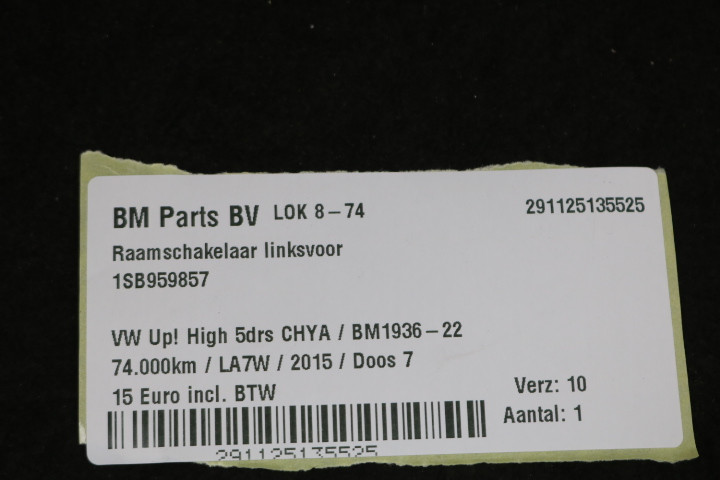 BM Parts BV LOK 8-74 291125135525
Raamschakelaar linksvoor
1SB959857
VW Up! High 5drs CHYA / BM1936-22
74.000km / LA7W / 2015 / Doos 7
15 Euro incl. BTW
Verz: 10
Aantal: 1
291125135525